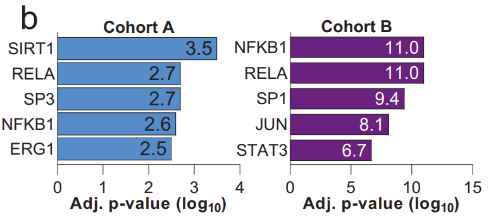 b
Cohort A
SIRT1 3.5
RELA 2.7
SP3 2.7
NFKB1 2.6
ERG1 2.5
0 1 2 3 4
Adj. p-value (log10)
Cohort B
NFKB1 11.0
RELA 11.0
SP1 9.4
JUN 8.1
STAT3 6.7
0 5 10 15
Adj. p-value (log10)